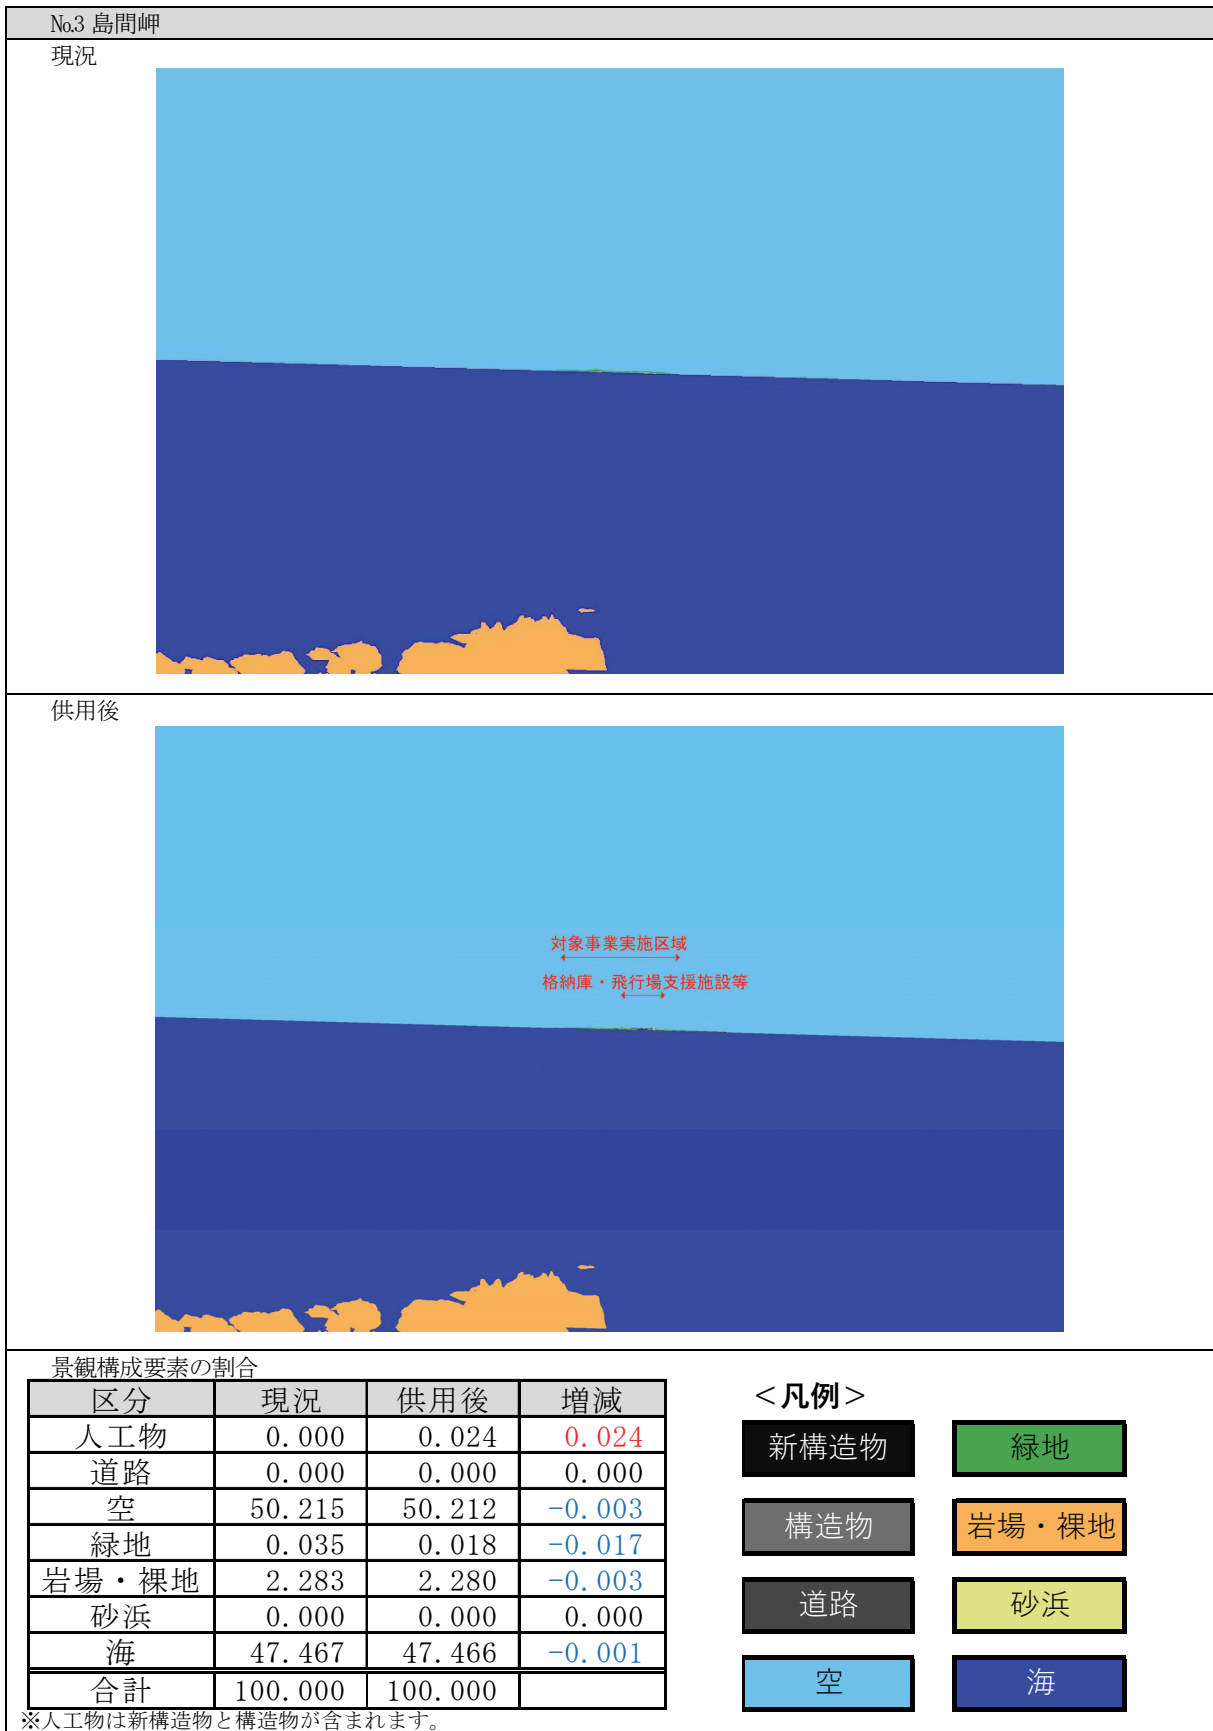 №3 島間岬
現況
供用後
対象事業実施区域
格納庫・飛行場支援施設等
景観構成要素の割合
区分 現況 供用後 増減
人工物 0.000 0.024 0.024
道路 0.000 0.000 0.000
空 50.215 50.212 -0.003
緑地 0.035 0.018 -0.017
岩場・裸地 2.283 2.280 -0.003
砂浜 0.000 0.000 0.000
海 47.467 47.466 -0.001
合計 100.000 100.000
※人工物は新構造物と構造物が含まれます。
＜凡例＞
新構造物 緑地
構造物 岩場・裸地
道路 砂浜
空 海